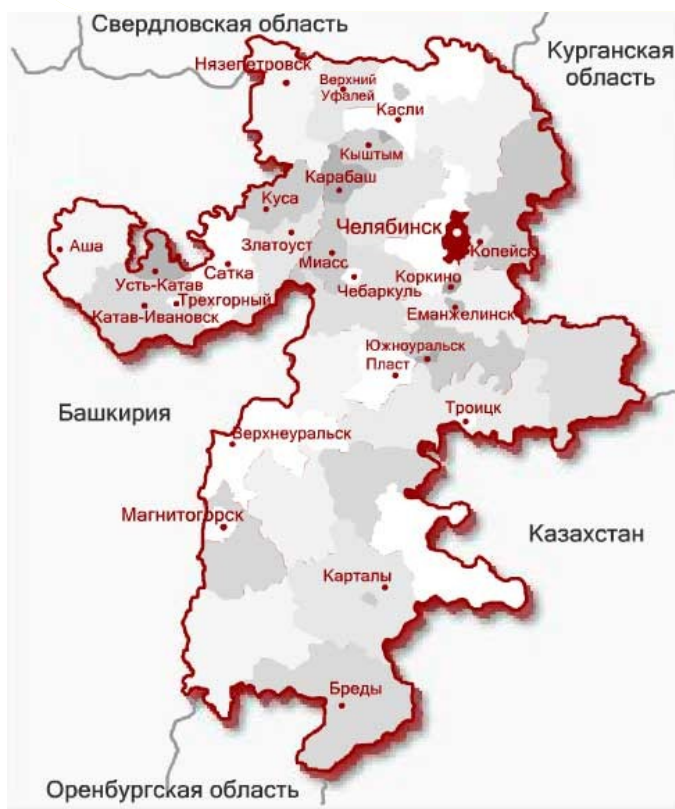 Свердловская область
Курганская
область
Нязепетровск
Верхний
Уфалей
Касли
Кыштым
Карабаш
Куса
Челябинск
Златоуст
Копейск
Аша
Миасс
Сатка
Усть-Катав
Чебаркуль
Коркино
Трехгорный
Катав-Ивановск
Еманжелинск
Южноуральск
Пласт
Башкирия
Троицк
Верхнеуральск
Магнитогорск
Казахстан
Карталы
Бреды
Оренбургская область